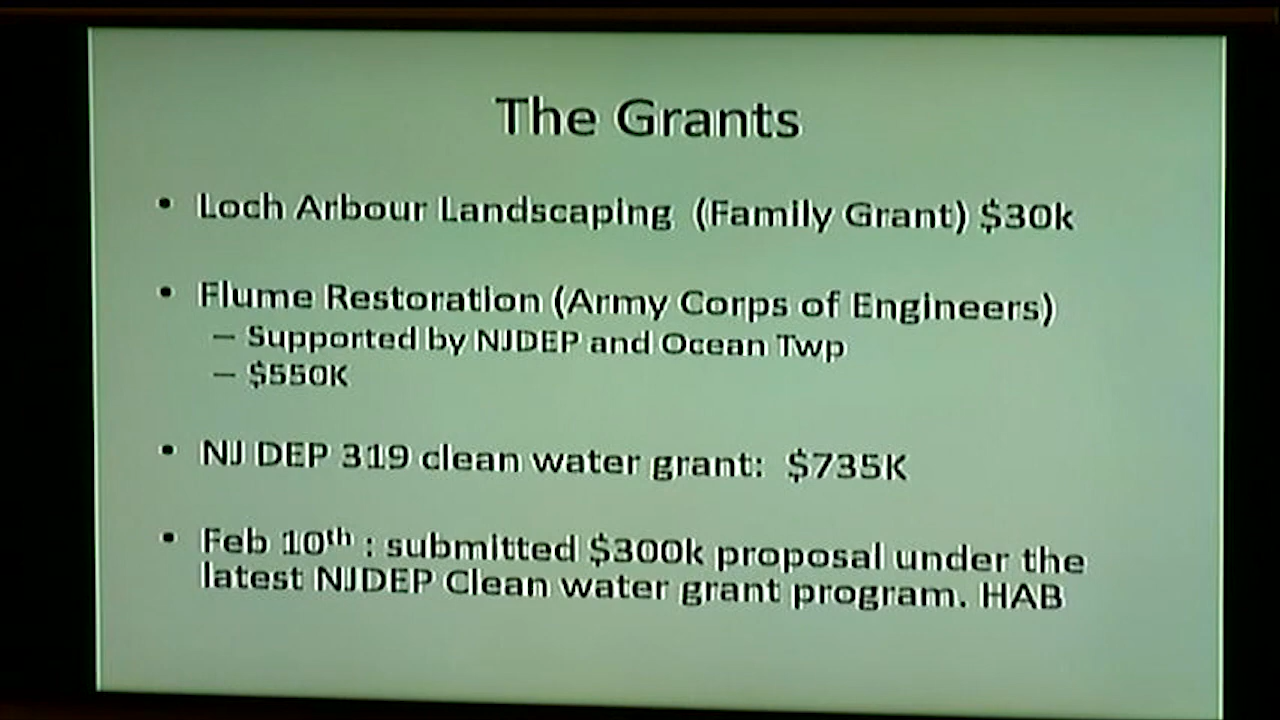 The Grants
• Loch Arbour Landscaping (Family Grant) $30k
• Flume Restoration (Army Corps of Engineers)
– Supported by NJDEP and Ocean Twp
– $550K
• NJ DEP 319 clean water grant: $735K
• Feb 10th : submitted $300k proposal under the
latest NJDEP Clean water grant program. HAB